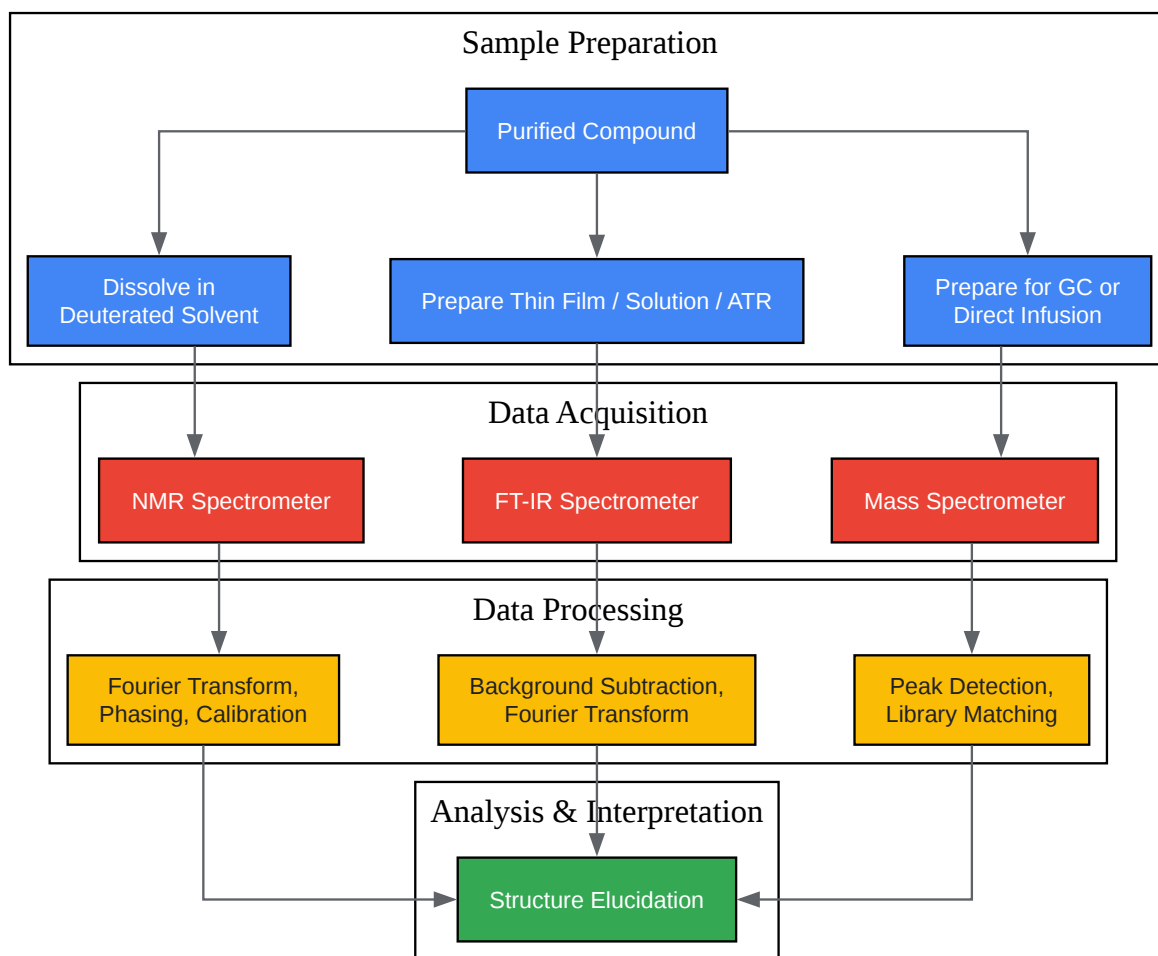 Sample Preparation
Purified Compound
Dissolve in
Deuterated Solvent
Prepare Thin Film / Solution / ATR
Prepare for GC or
Direct Infusion
Data Acquisition
NMR Spectrometer
FT-IR Spectrometer
Mass Spectrometer
Data Processing
Fourier Transform,
Phasing, Calibration
Background Subtraction,
Fourier Transform
Peak Detection,
Library Matching
Analysis & Interpretation
Structure Elucidation